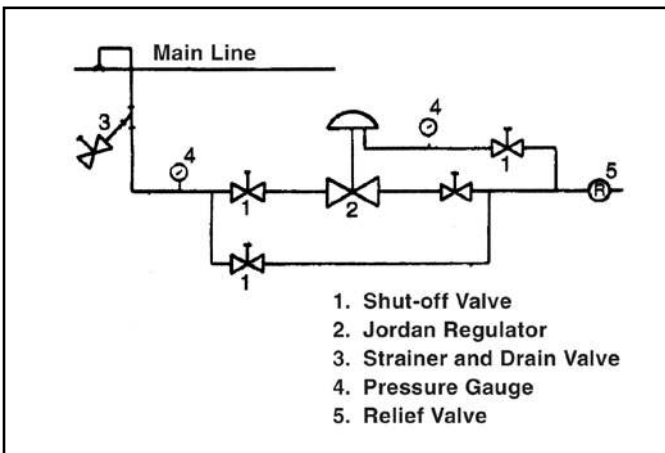 Main Line
3
4
4
1
5
R
1
2
1
1. Shut-off Valve
2. Jordan Regulator
3. Strainer and Drain Valve
4. Pressure Gauge
5. Relief Valve